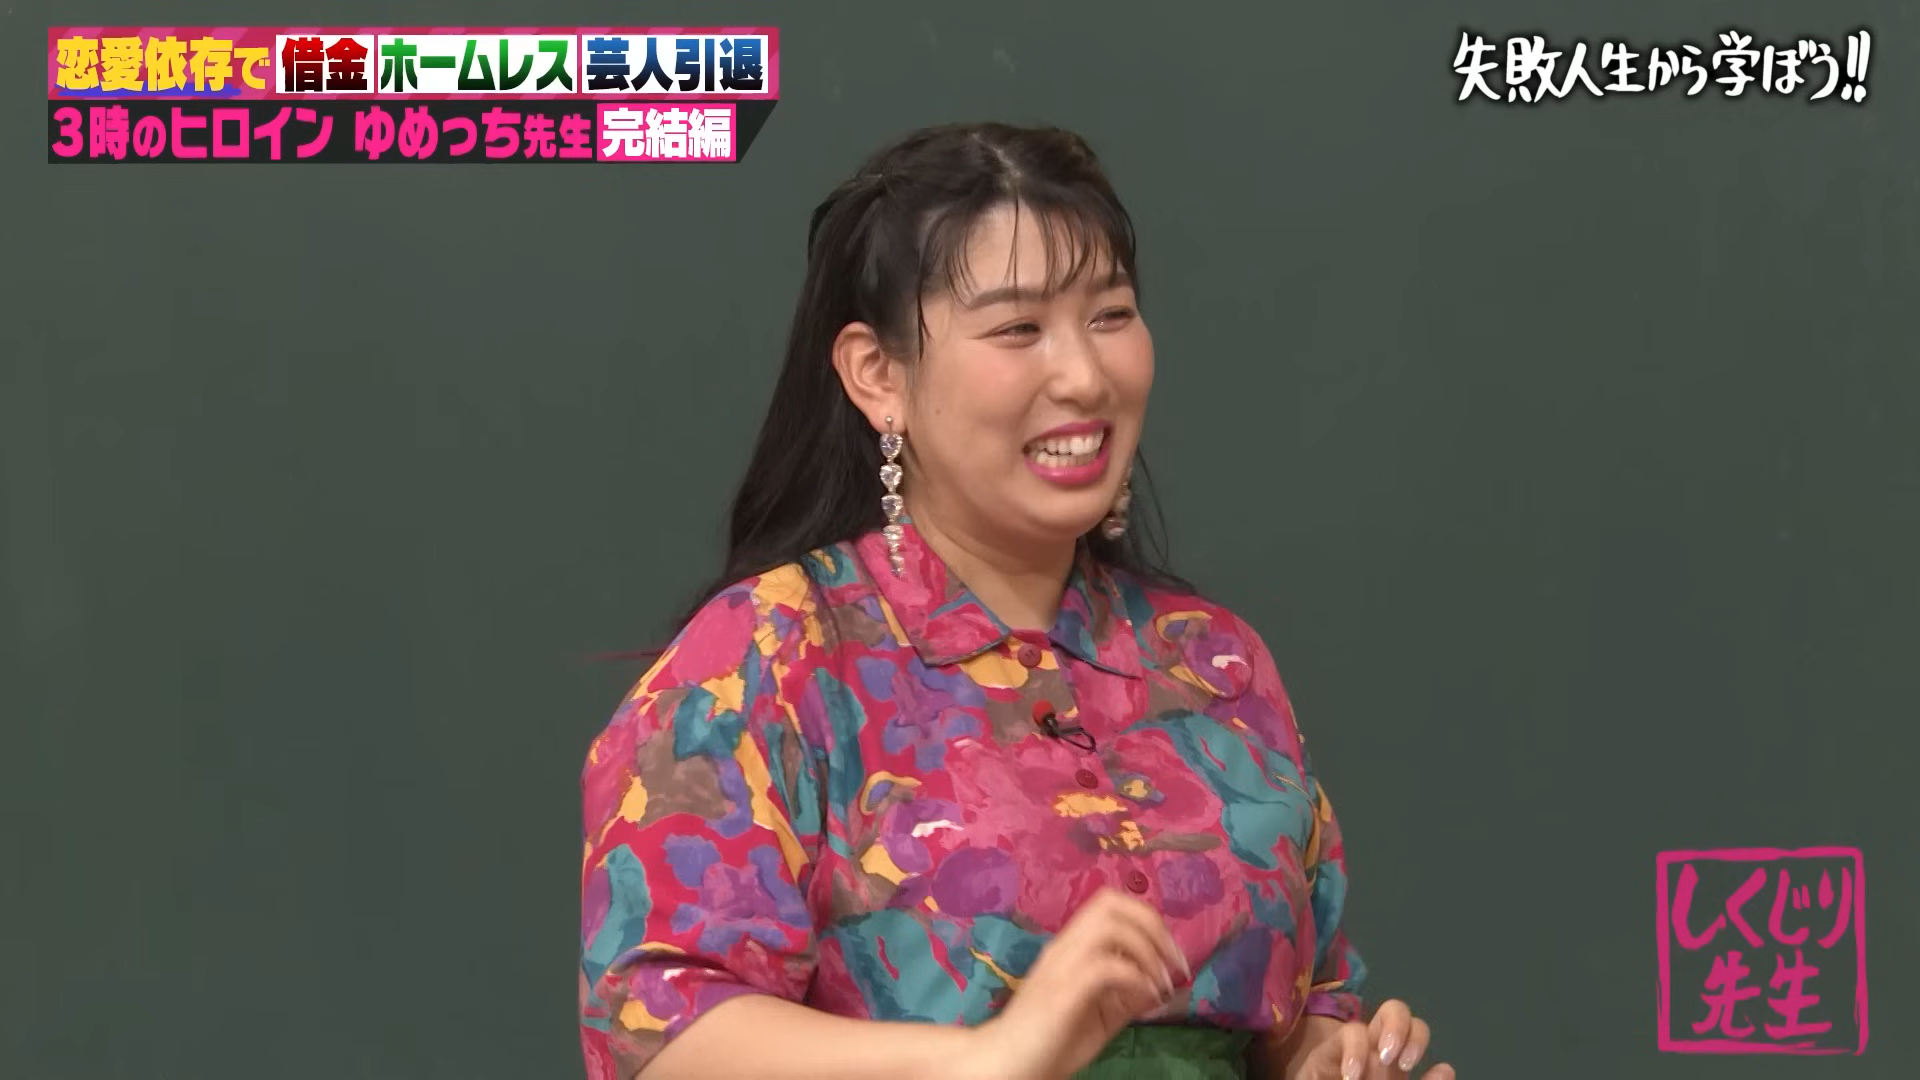 恋愛依存で借金ホームレス芸人引退
3時のヒロイン ゆめっち先生完結編
失敗人生から学ぼう!!
しくじり
先生